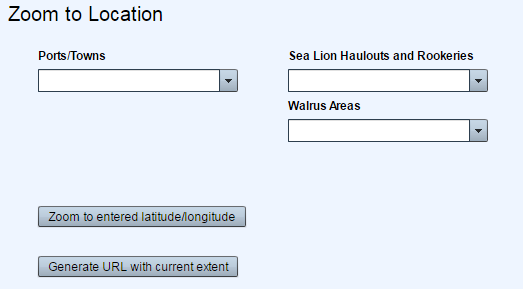 Zoom to Location
Ports/Towns
Sea Lion Haulouts and Rookeries
Walrus Areas
Zoom to entered latitude/longitude
Generate URL with current extent